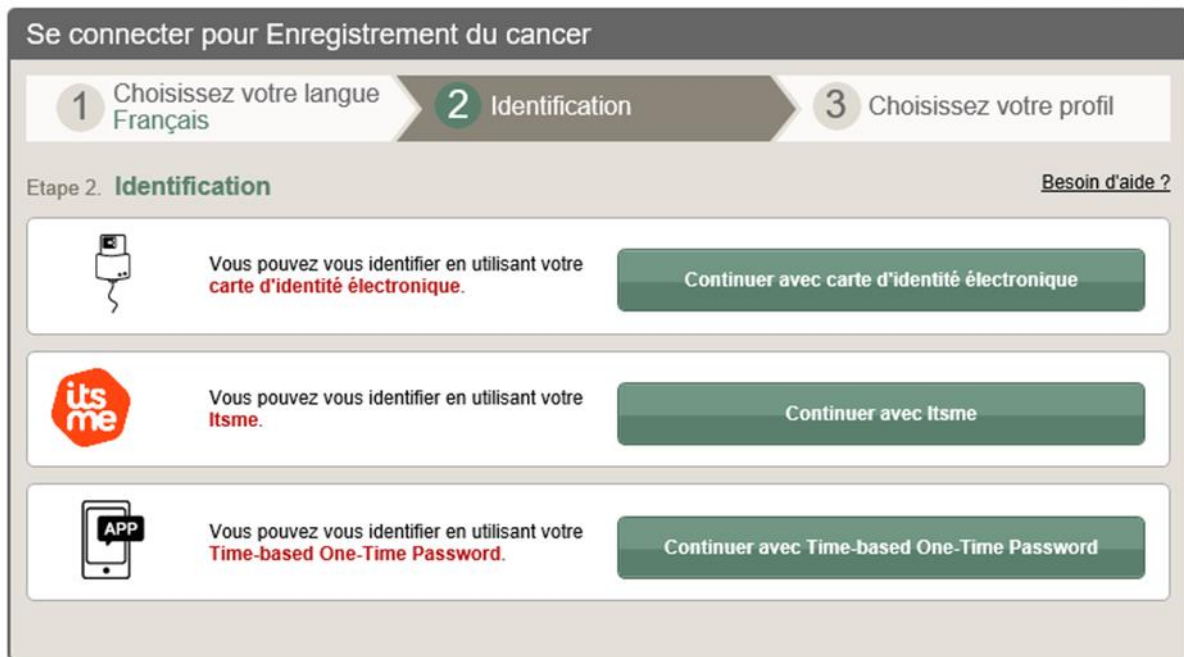 Se connecter pour Enregistrement du cancer
1 Choisissez votre langue
Français
2 Identification
3 Choisissez votre profil
Etape 2. Identification
Besoin d'aide ?
Vous pouvez vous identifier en utilisant votre
carte d'identité électronique.
Continuer avec carte d'identité électronique
its
me
Vous pouvez vous identifier en utilisant votre
Itsme.
Continuer avec Itsme
APP
Vous pouvez vous identifier en utilisant votre
Time-based One-Time Password.
Continuer avec Time-based One-Time Password